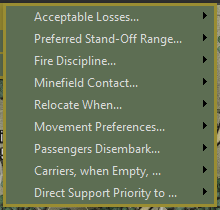 Acceptable Losses...
Preferred Stand-Off Range...
Fire Discipline...
Minefield Contact...
Relocate When...
Movement Preferences...
Passengers Disembark...
Carriers, when Empty, ...
Direct Support Priority to ...